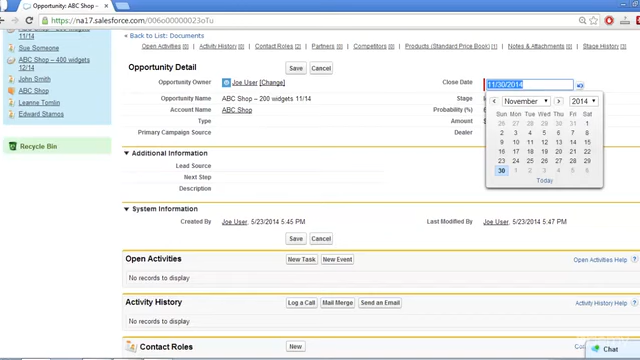 Opportunity: ABC Shop -
https://na17.salesforce.com/
widgets 11/14
Sue Someone
ABC Shop - 400 widgets
12/14
John Smith
ABC Shop
Leanne Tomlin
Edward Stamos
Recycle Bin
« Back to List: Documents
Open Activities [0] | Activity History [0] | Contact Roles [2] | Partners [0] | Competitors [0] | Products (Standard Price Book) [1] | Notes & Attachments [0] | Stage History [3]
Opportunity Detail
Save Cancel
Opportunity Owner Joe User [Change]
Close Date 11/30/2014
Opportunity Name ABC Shop – 200 widgets 11/14
Stage
Account Name ABC Shop
Probability (%)
Type
Amount
Primary Campaign Source
Dealer
November 2014
Sun Mon Tue Wed Thu Fri Sat
26 27 28 29 30 31 1
2 3 4 5 6 7 8
9 10 11 12 13 14 15
16 17 18 19 20 21 22
23 24 25 26 27 28 29
30 1 2 3 4 5 6
Today
Additional Information
Lead Source
Next Step
Description
System Information
Created By Joe User, 5/23/2014 5:45 PM
Last Modified By Joe User, 5/23/2014 5:47 PM
Save Cancel
Open Activities
New Task New Event
Open Activities Help
No records to display
Activity History
Log a Call Mail Merge Send an Email
Activity History Help
No records to display
Contact Roles
New
Chat